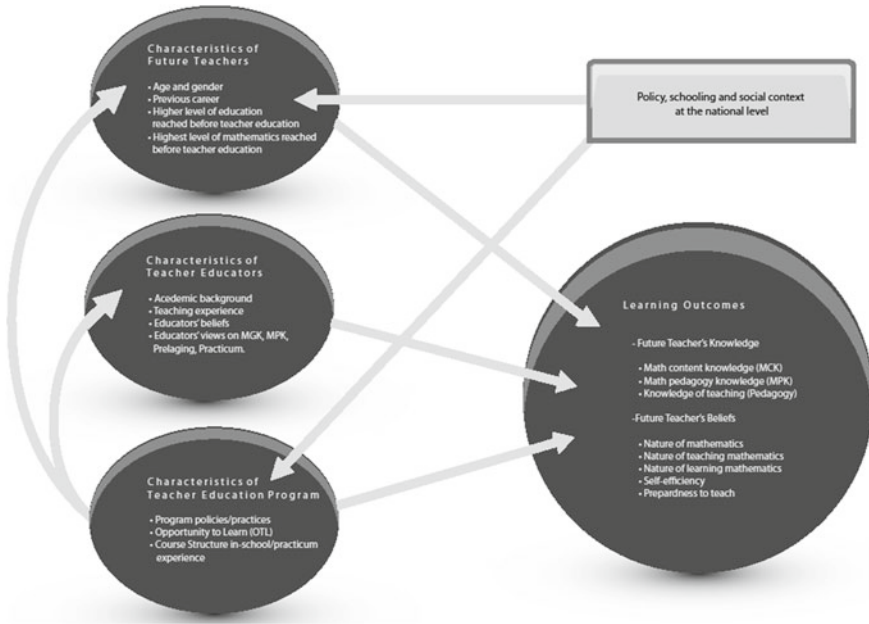 Characteristics of
Future Teachers
• Age and gender
• Previous career
• Higher level of education
reached before teacher education
• Highest level of mathematics reached
before teacher education
Policy, schooling and social context
at the national level
Characteristics of
Teacher Educators
• Acedemic background
• Teaching experience
• Educators' beliefs
• Educators' views on MGK, MPK,
Prelaging, Practicum.
Characteristics of
Teacher Education Program
• Program policies/practices
• Opportunity to Learn (OTL)
• Course Structure in-school/practicum
experience
Learning Outcomes
- Future Teacher's Knowledge
• Math content knowledge (MCK)
• Math pedagogy knowledge (MPK)
• Knowledge of teaching (Pedagogy)
-Future Teacher's Beliefs
• Nature of mathematics
• Nature of teaching mathematics
• Nature of learning mathematics
• Self-efficiency
• Prepardness to teach